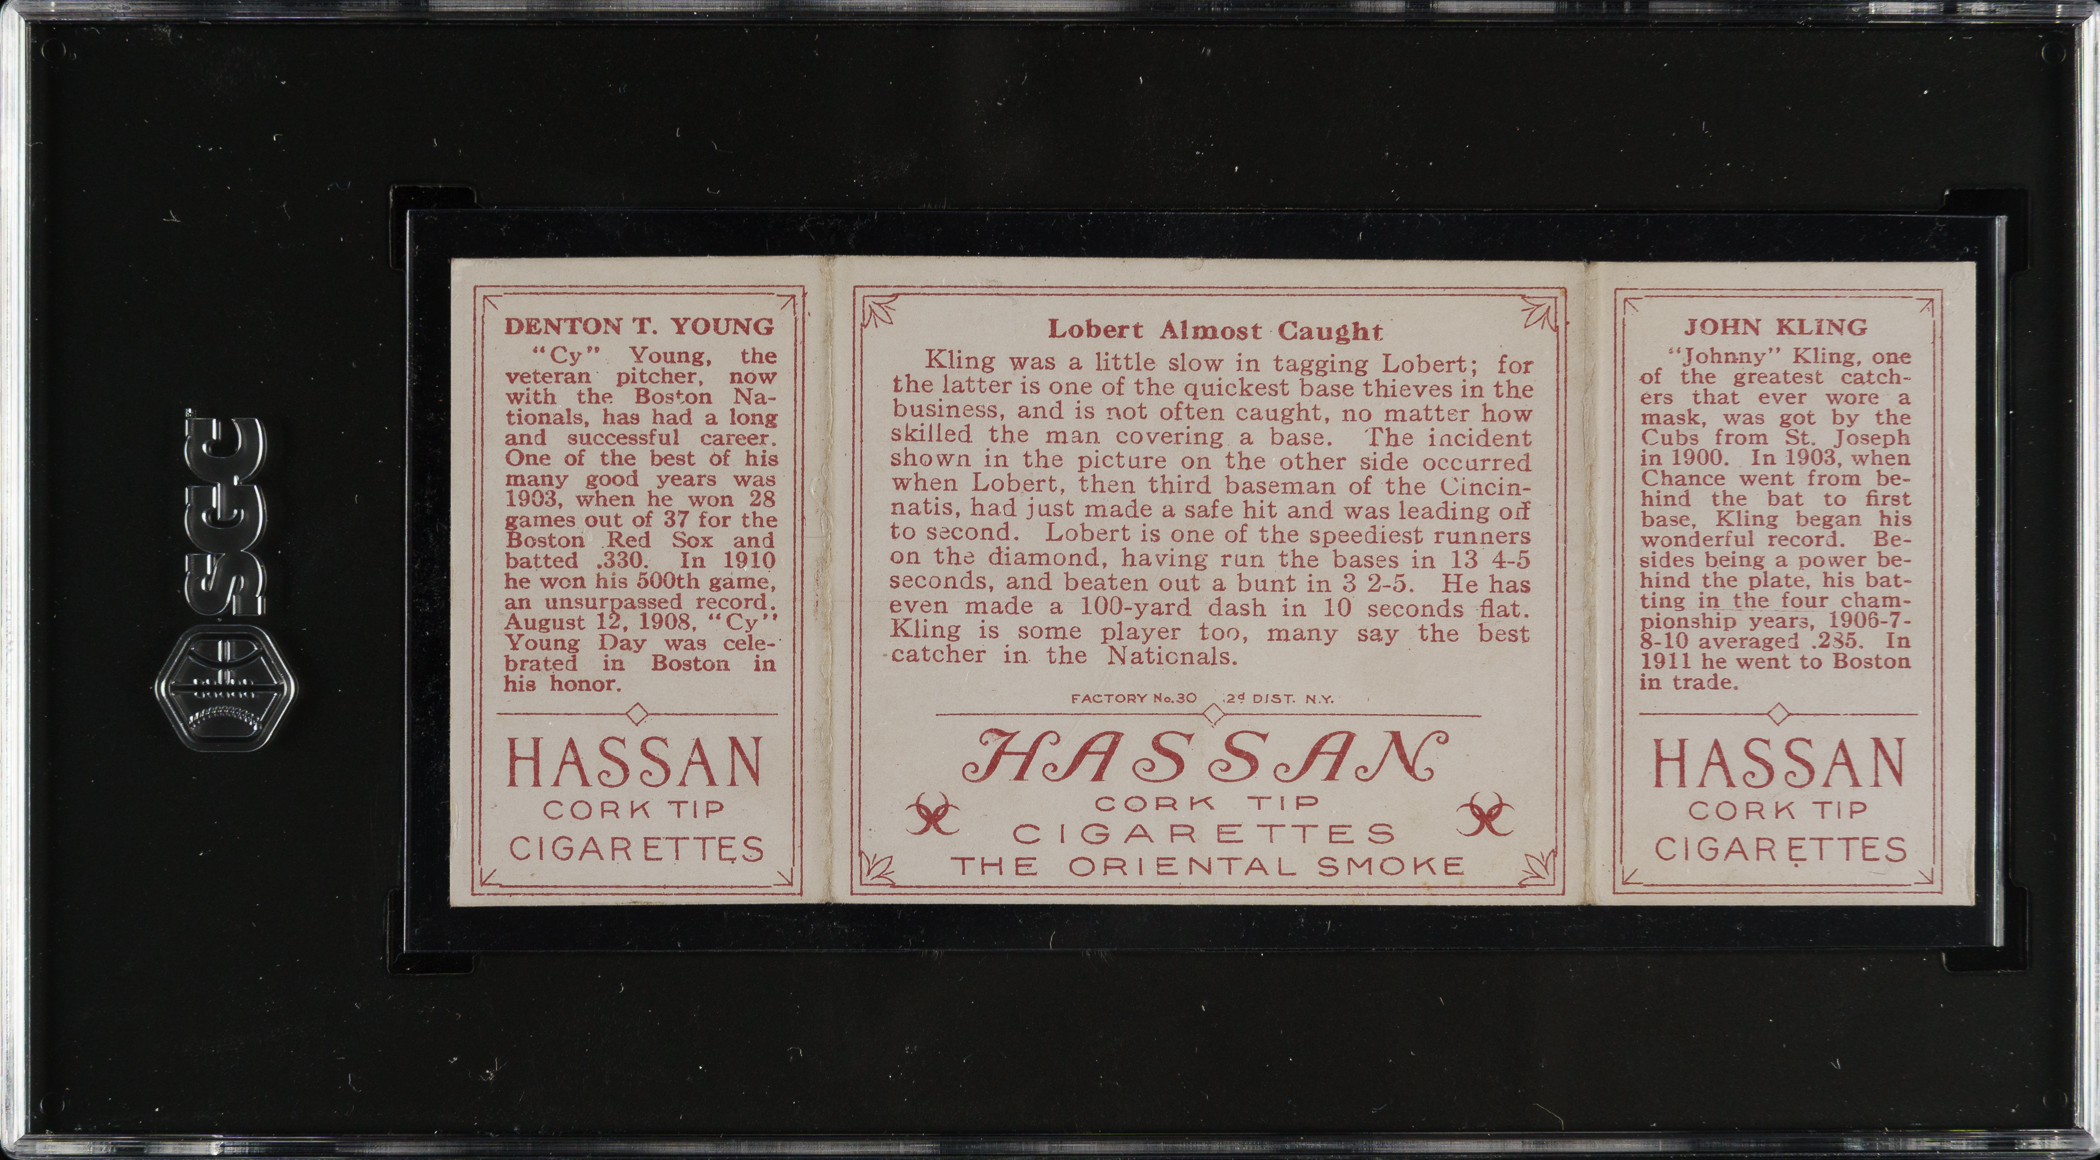 SGC
DENTON T. YOUNG
"Cy" Young, the
veteran pitcher, now
with the Boston Na-
tionals, has had a long
and successful career.
One of the best of his
many good years was
1903, when he won 28
games out of 37 for the
Boston Red Sox and
batted .330. In 1910
he won his 500th game,
an unsurpassed record.
August 12, 1908, "Cy"
Young Day was cele-
brated in Boston in
his honor.
HASSAN
CORK TIP
CIGARETTES
Lobert Almost Caught
Kling was a little slow in tagging Lobert; for
the latter is one of the quickest base thieves in the
business, and is not often caught, no matter how
skilled the man covering a base. The incident
shown in the picture on the other side occurred
when Lobert, then third baseman of the Cincin-
natis, had just made a safe hit and was leading off
to second. Lobert is one of the speediest runners
on the diamond, having run the bases in 13 4-5
seconds, and beaten out a bunt in 3 2-5. He has
even made a 100-yard dash in 10 seconds flat.
Kling is some player too, many say the best
catcher in the Nationals.
FACTORY No. 30 2d DIST. N.Y.
HASSAN
CORK TIP
CIGARETTES
THE ORIENTAL SMOKE
JOHN KLING
"Johnny" Kling, one
of the greatest catch-
ers that ever wore a
mask, was got by the
Cubs from St. Joseph
in 1900. In 1903, when
Chance went from be-
hind the bat to first
base, Kling began his
wonderful record. Be-
sides being a power be-
hind the plate, his bat-
ting in the four cham-
pionship years, 1906-7-
8-10 averaged .285. In
1911 he went to Boston
in trade.
HASSAN
CORK TIP
CIGARETTES